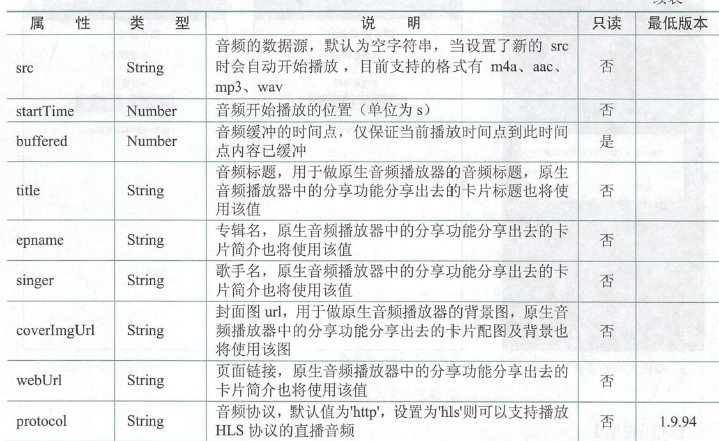 属 性 类 型 说 明 只读 最低版本
音频的数据源，默认为空字符串，当设置了新的 src
src String 时会自动开始播放，目前支持的格式有 m4a、aac、 否
mp3、wav
startTime Number 音频开始播放的位置（单位为 s） 否
buffered Number 音频缓冲的时间点，仅保证当前播放时间点到此时间 是
点内容已缓冲
音频标题，用于做原生音频播放器的音频标题，原生
title String 音频播放器中的分享功能分享出去的卡片标题也将使 否
用该值
epname String 专辑名，原生音频播放器中的分享功能分享出去的卡 否
片简介也将使用该值
singer String 歌手名，原生音频播放器中的分享功能分享出去的卡 否
片简介也将使用该值
封面图 url，用于做原生音频播放器的背景图，原生音
coverImgUrl String 频播放器中的分享功能分享出去的卡片配图及背景也 否
将使用该图
webUrl String 页面链接，原生音频播放器中的分享功能分享出去的 否
卡片简介也将使用该值
protocol String 音频协议，默认值为'http'，设置为'hls'则可以支持播放 否 1.9.94
HLS 协议的直播音频